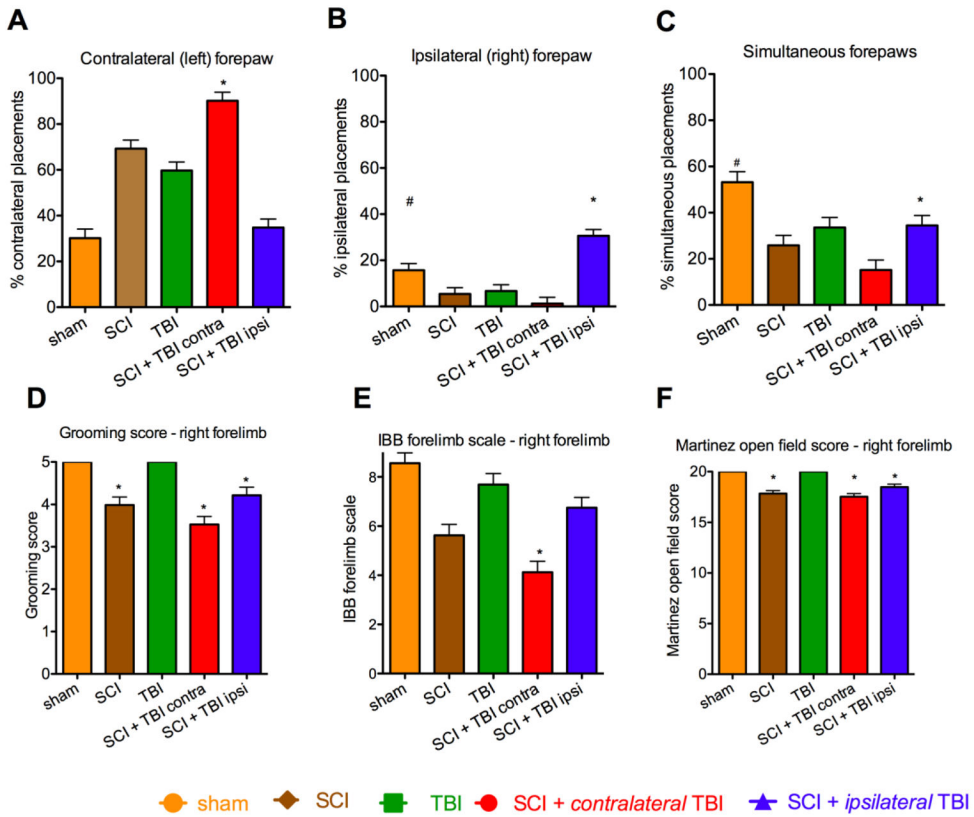 A
Contralateral (left) forepaw
% contralateral placements
100
80
60
40
20
0
*
sham
SCI
TBI
SCI + TBI contra
SCI + TBI ipsi
B
Ipsilateral (right) forepaw
% ipsilateral placements
100
80
60
40
20
0
#
*
sham
SCI
TBI
SCI + TBI contra
SCI + TBI ipsi
C
Simultaneous forepaws
% simultaneous placements
100
80
60
40
20
0
#
*
Sham
SCI
TBI
SCI + TBI contra
SCI + TBI ipsi
D
Grooming score - right forelimb
Grooming score
5
4
3
2
1
0
*
*
*
sham
SCI
TBI
SCI + TBI contra
SCI + TBI ipsi
E
IBB forelimb scale - right forelimb
IBB forelimb scale
8
6
4
2
0
*
sham
SCI
TBI
SCI + TBI contra
SCI + TBI ipsi
F
Martinez open field score - right forelimb
Martinez open field score
20
15
10
5
0
*
*
*
sham
SCI
TBI
SCI + TBI contra
SCI + TBI ipsi
sham
SCI
TBI
SCI + contralateral TBI
SCI + ipsilateral TBI